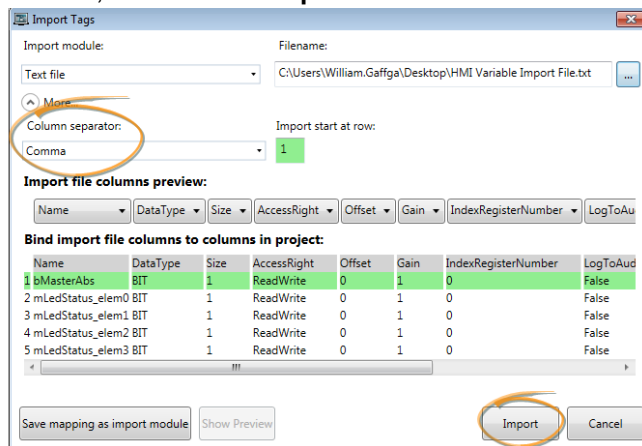 Import Tags
Import module: Filename:
Text file C:\Users\William.Gaffga\Desktop\HMI Variable Import File.txt ...
More
Column separator: Import start at row:
Comma 1
Import file columns preview:
Name DataType Size AccessRight Offset Gain IndexRegisterNumber LogToAu
Bind import file columns to columns in project:
Name DataType Size AccessRight Offset Gain IndexRegisterNumber LogToAud
1 bMasterAbs BIT 1 ReadWrite 0 1 0 False
2 mLedStatus_elem0 BIT 1 ReadWrite 0 1 0 False
3 mLedStatus_elem1 BIT 1 ReadWrite 0 1 0 False
4 mLedStatus_elem2 BIT 1 ReadWrite 0 1 0 False
5 mLedStatus_elem3 BIT 1 ReadWrite 0 1 0 False
Save mapping as import module Show Preview Import Cancel